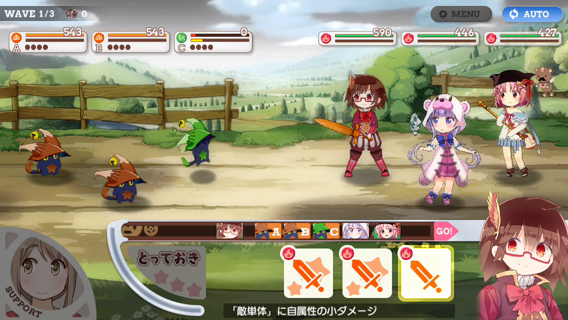 WAVE 1/3 0 MENU AUTO
543 543 0 590 446 427
A B C
A B C GO!
とっておき
SUPPORT
「敵単体」に自属性の小ダメージ